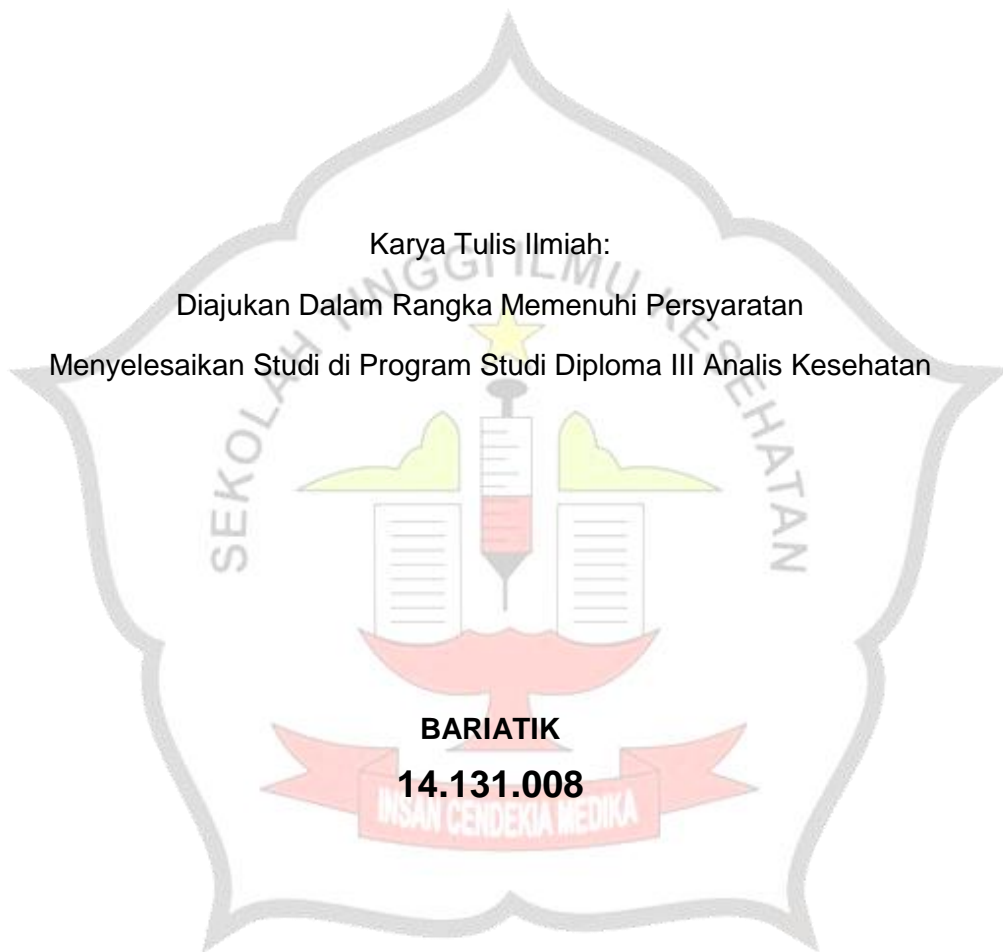 Karya Tulis Ilmiah:
Diajukan Dalam Rangka Memenuhi Persyaratan
Menyelesaikan Studi di Program Studi Diploma III Analis Kesehatan
SEKOLAH TINGGI ILMU KESEHATAN
BARIATIK
14.131.008
INSAN CENDEKIA MEDIKA